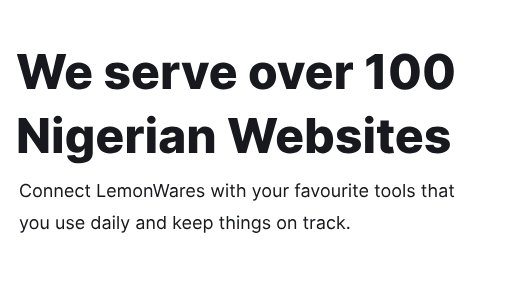 We serve over 100
Nigerian Websites
Connect LemonWares with your favourite tools that
you use daily and keep things on track.